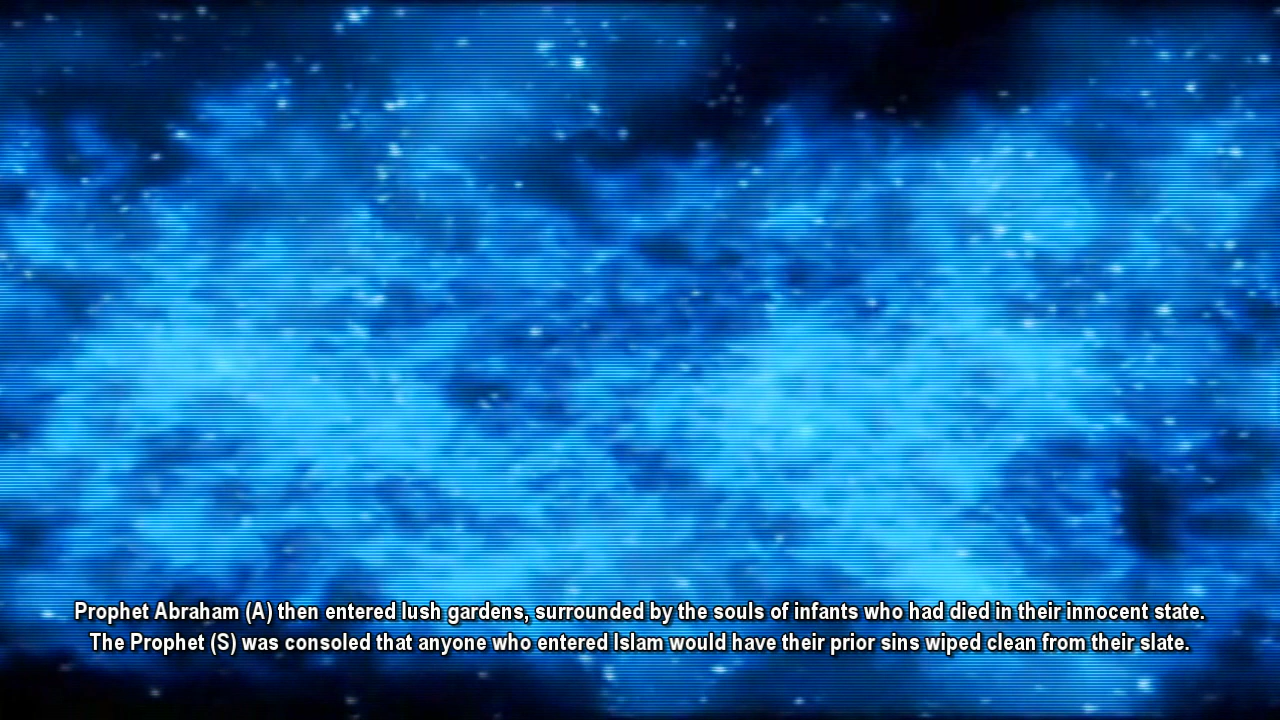 Prophet Abraham (A) then entered lush gardens, surrounded by the souls of infants who had died in their innocent state.
The Prophet (S) was consoled that anyone who entered Islam would have their prior sins wiped clean from their slate.